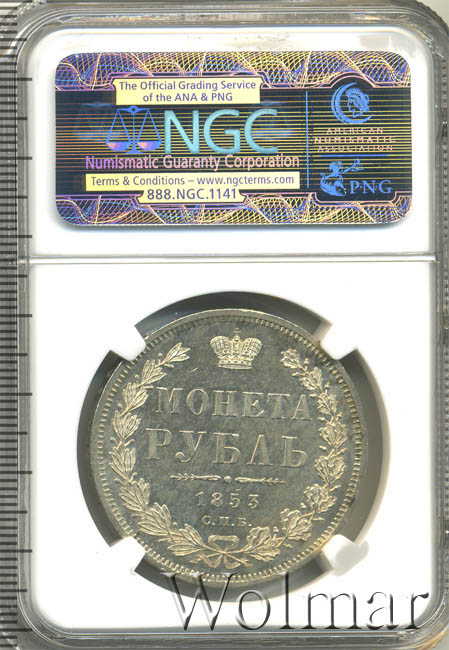 The Official Grading Service
of the ANA & PNG
NGC
Numismatic Guaranty Corporation
Terms & Conditions – www.ngcterms.com
888.NGC.1141
AMERICAN
NUMISMATIC
ASSOCIATION
PNG
МОНЕТА
РУБЛЬ
1853
С.П.Б.
Wolmar